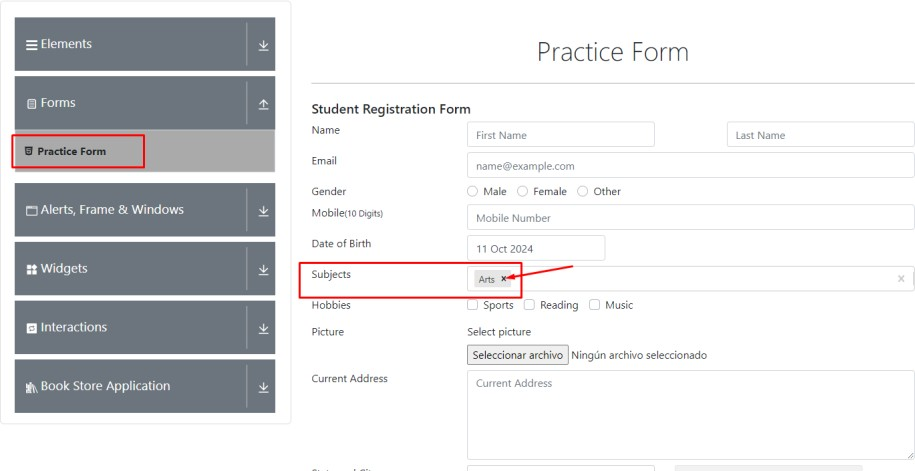 Elements
Forms
Practice Form
Alerts, Frame & Windows
Widgets
Interactions
Book Store Application
Practice Form
Student Registration Form
Name First Name Last Name
Email name@example.com
Gender Male Female Other
Mobile(10 Digits) Mobile Number
Date of Birth 11 Oct 2024
Subjects Arts
Hobbies Sports Reading Music
Picture Select picture
Seleccionar archivo Ningún archivo seleccionado
Current Address Current Address